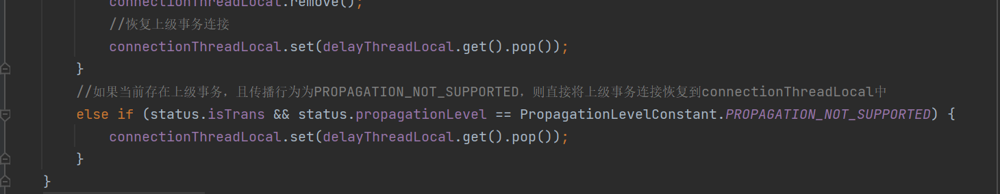 connectionThreadLocal.remove();
//恢复上级事务连接
connectionThreadLocal.set(delayThreadLocal.get().pop());
}
//如果当前存在上级事务，且传播行为为PROPAGATION_NOT_SUPPORTED，则直接将上级事务连接恢复到connectionThreadLocal中
else if (status.isTrans && status.propagationLevel == PropagationLevelConstant.PROPAGATION_NOT_SUPPORTED) {
connectionThreadLocal.set(delayThreadLocal.get().pop());
}
}